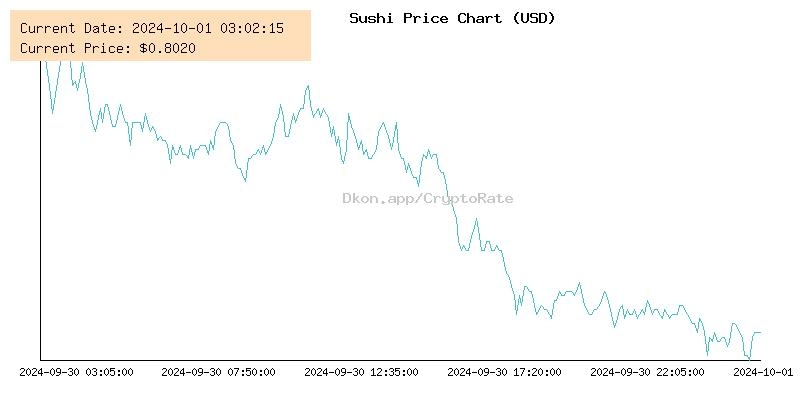 Sushi Price Chart (USD)
Current Date: 2024-10-01 03:02:15
Current Price: $0.8020
Dkon.app/CryptoRate
2024-09-30 03:05:00 2024-09-30 07:50:00 2024-09-30 12:35:00 2024-09-30 17:20:00 2024-09-30 22:05:00 2024-10-01